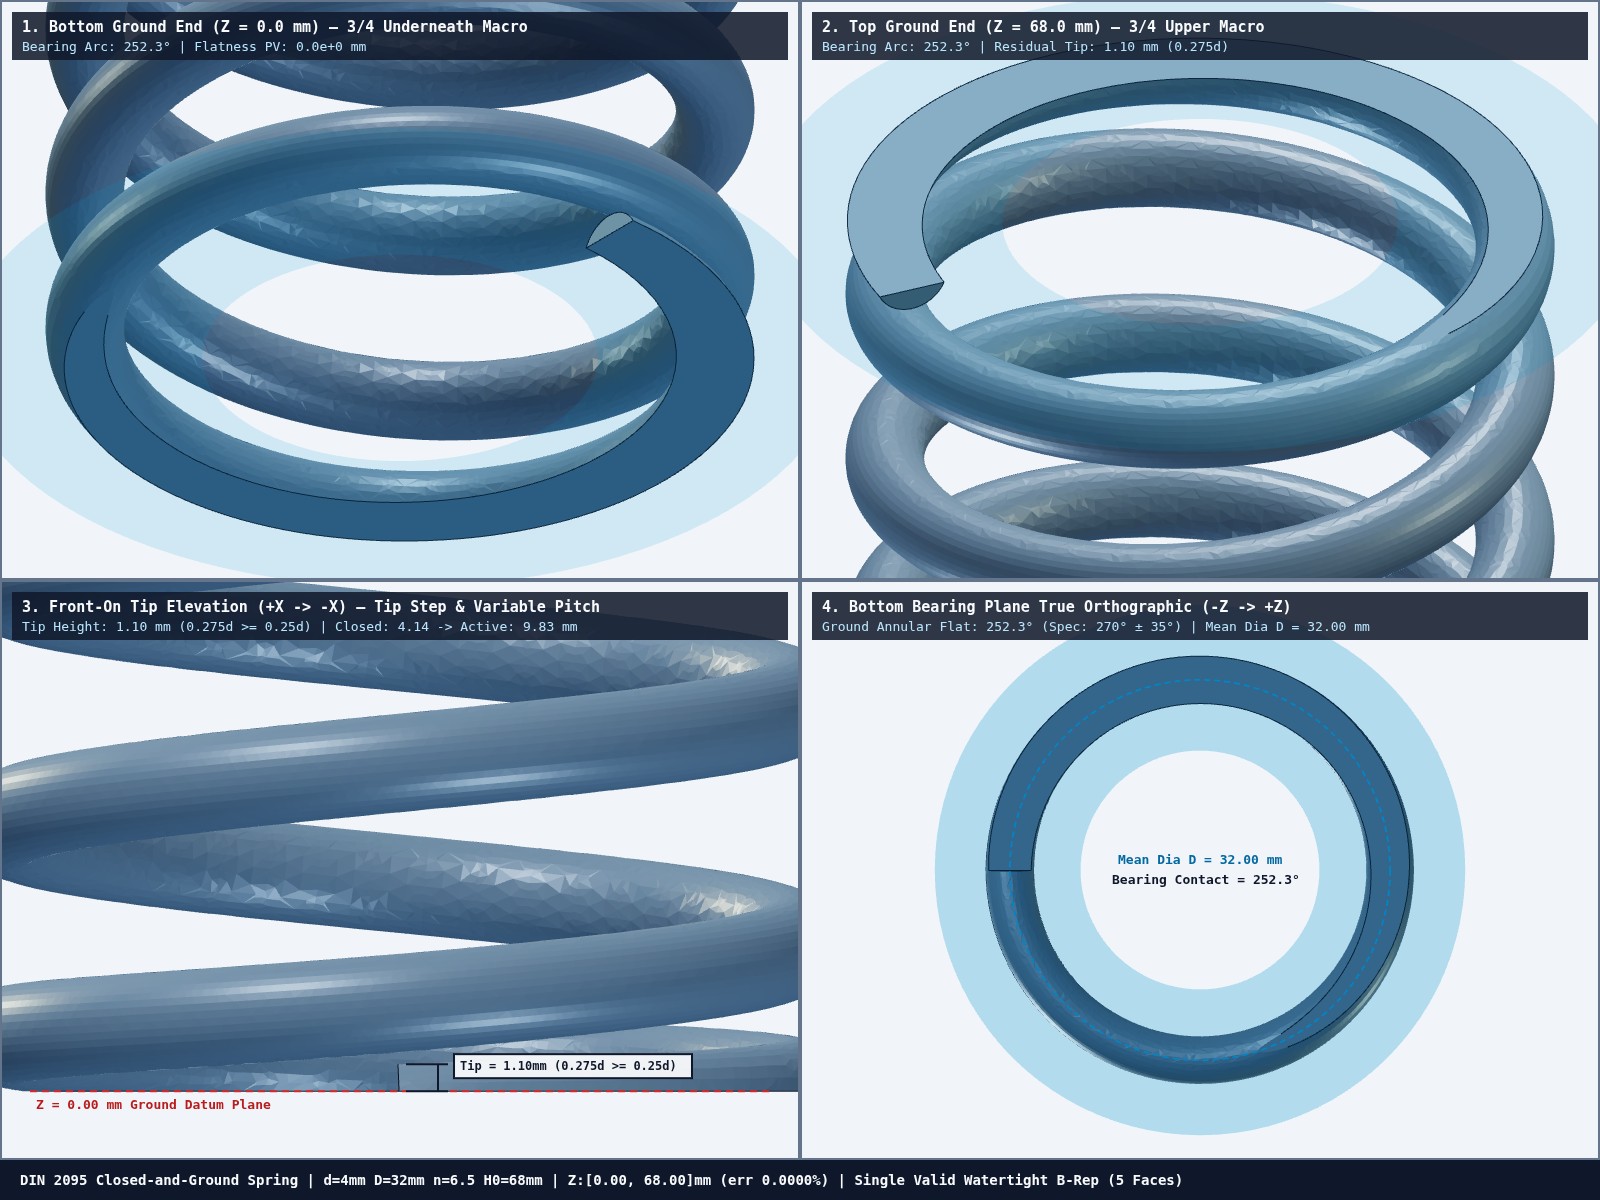 1. Bottom Ground End (Z = 0.0 mm) — 3/4 Underneath Macro
Bearing Arc: 252.3° | Flatness PV: 0.0e+0 mm
2. Top Ground End (Z = 68.0 mm) — 3/4 Upper Macro
Bearing Arc: 252.3° | Residual Tip: 1.10 mm (0.275d)
3. Front-On Tip Elevation (+X -> -X) — Tip Step & Variable Pitch
Tip Height: 1.10 mm (0.275d >= 0.25d) | Closed: 4.14 -> Active: 9.83 mm
Tip = 1.10mm (0.275d >= 0.25d)
Z = 0.00 mm Ground Datum Plane
4. Bottom Bearing Plane True Orthographic (-Z -> +Z)
Ground Annular Flat: 252.3° (Spec: 270° ± 35°) | Mean Dia D = 32.00 mm
Mean Dia D = 32.00 mm
Bearing Contact = 252.3°
DIN 2095 Closed-and-Ground Spring | d=4mm D=32mm n=6.5 H0=68mm | Z:[0.00, 68.00]mm (err 0.0000%) | Single Valid Watertight B-Rep (5 Faces)